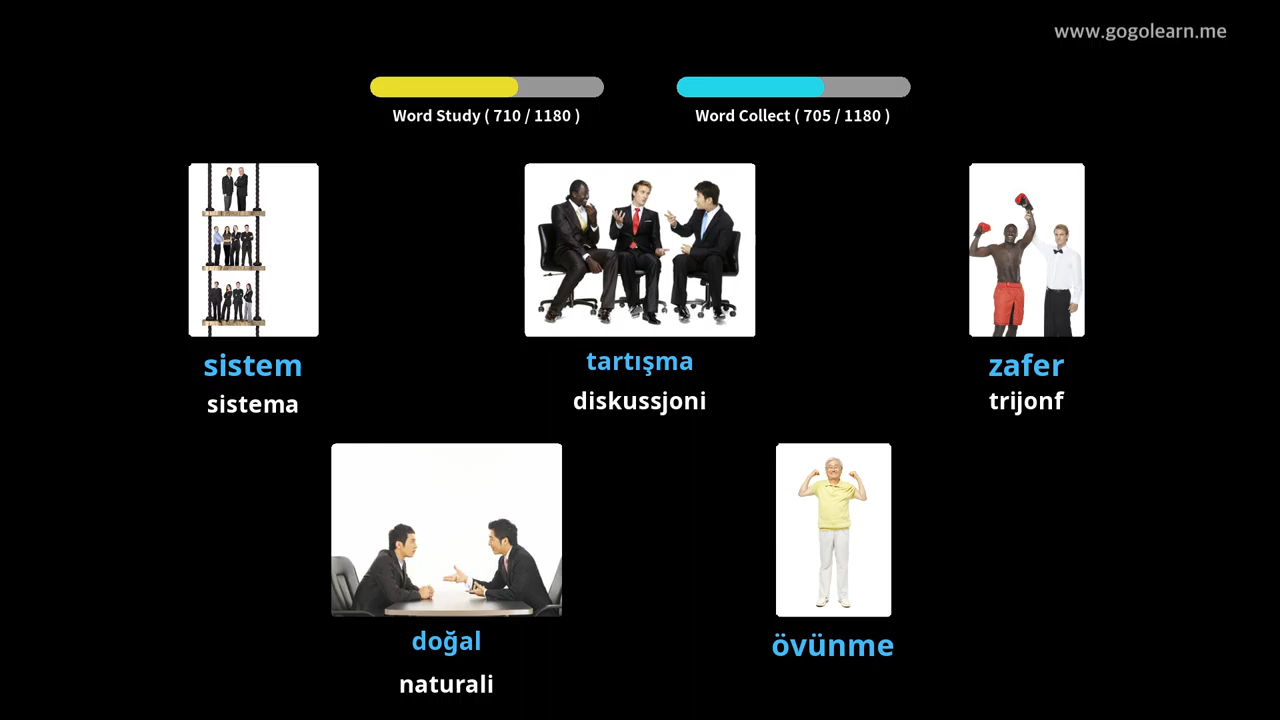 www.gogolearn.me
Word Study ( 710 / 1180 )
Word Collect ( 705 / 1180 )
sistem
sistema
tartışma
diskussjoni
zafer
trijonf
doğal
naturali
övünme